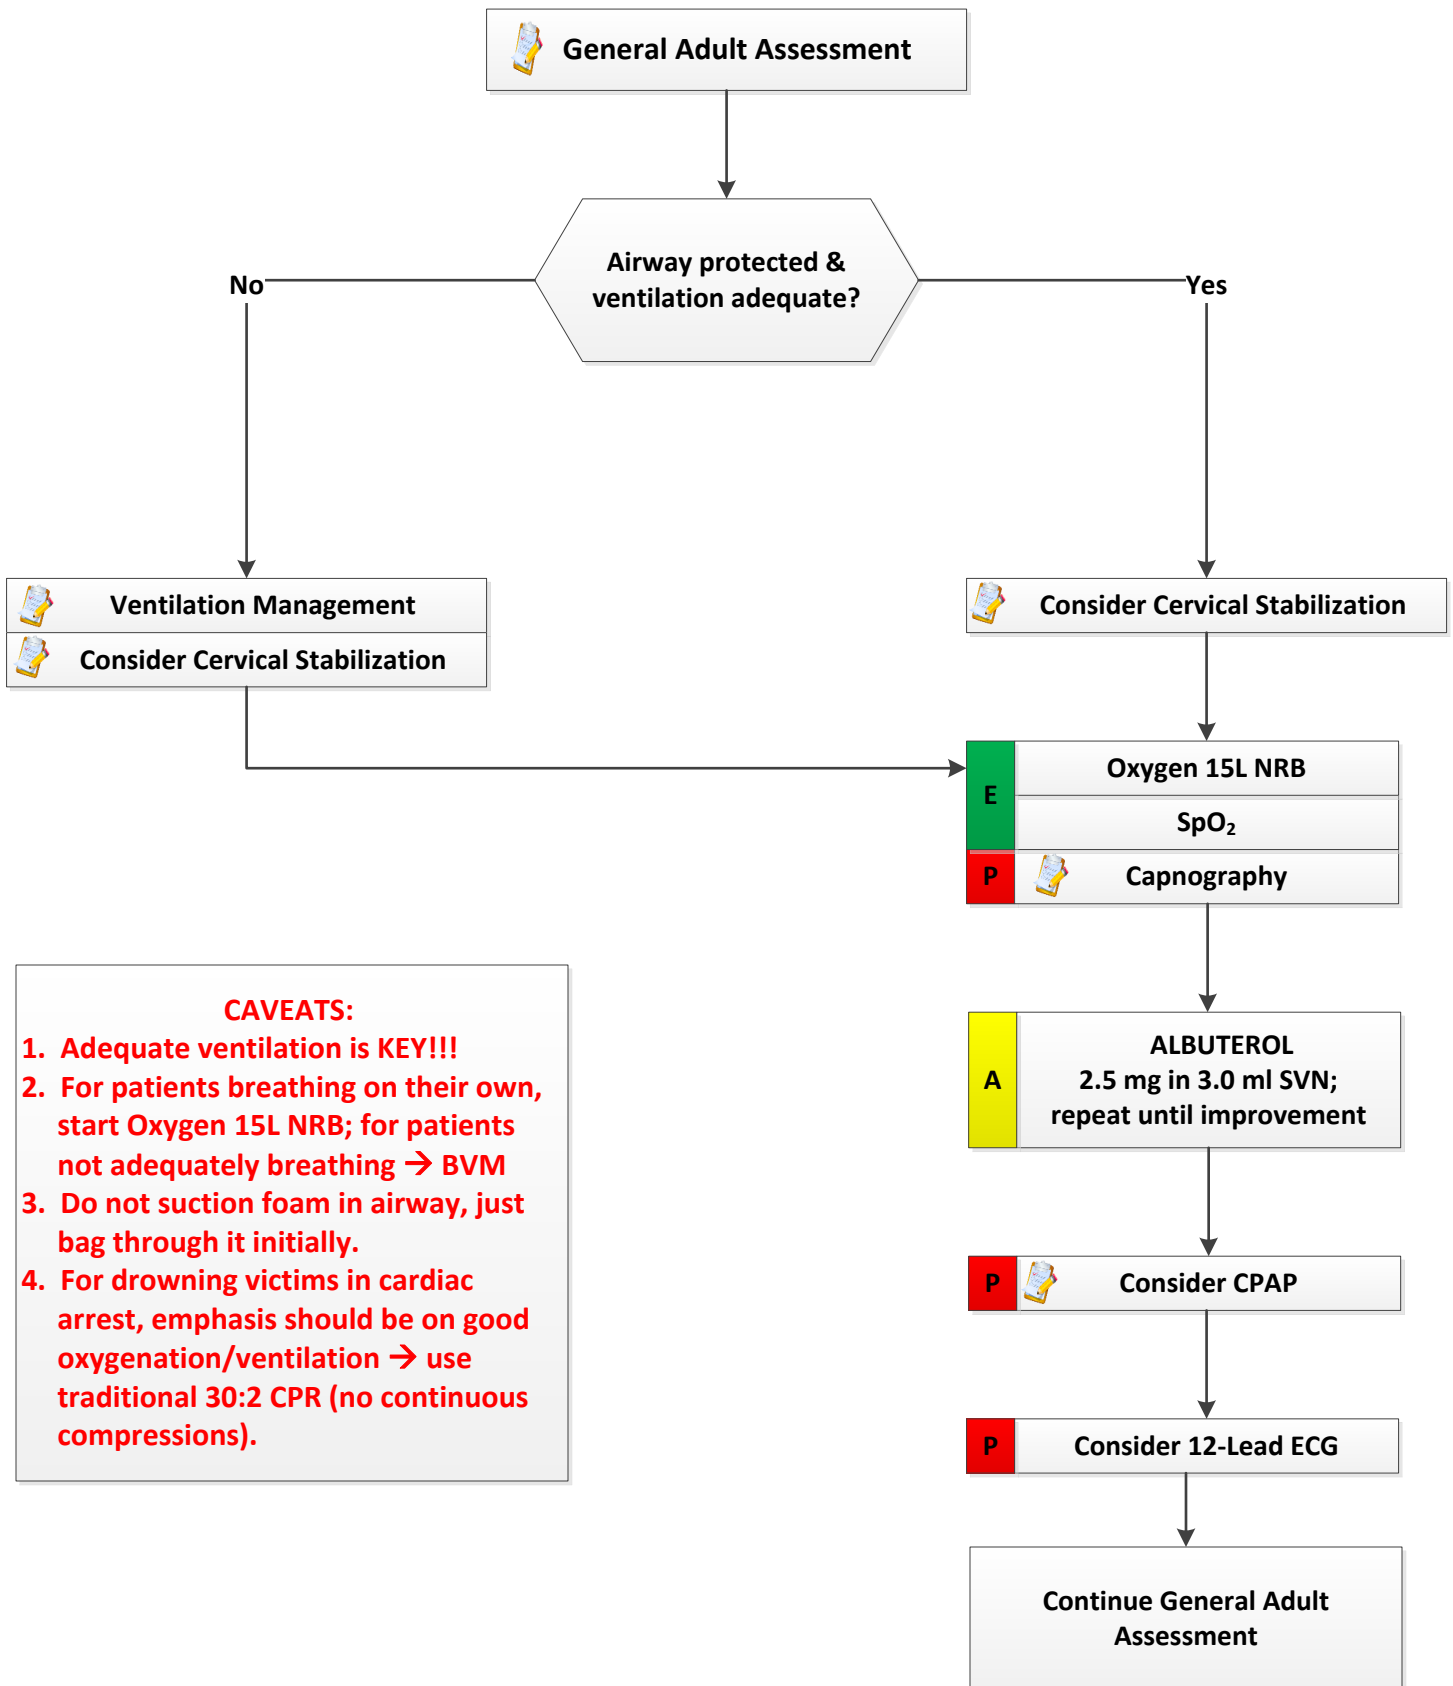 General Adult Assessment
Airway protected &
ventilation adequate?
No
Yes
Ventilation Management
Consider Cervical Stabilization
Consider Cervical Stabilization
E
Oxygen 15L NRB
SpO₂
P
Capnography
A
ALBUTEROL
2.5 mg in 3.0 ml SVN;
repeat until improvement
P
Consider CPAP
P
Consider 12-Lead ECG
Continue General Adult
Assessment
CAVEATS:
1. Adequate ventilation is KEY!!!
2. For patients breathing on their own,
start Oxygen 15L NRB; for patients
not adequately breathing → BVM
3. Do not suction foam in airway, just
bag through it initially.
4. For drowning victims in cardiac
arrest, emphasis should be on good
oxygenation/ventilation → use
traditional 30:2 CPR (no continuous
compressions).